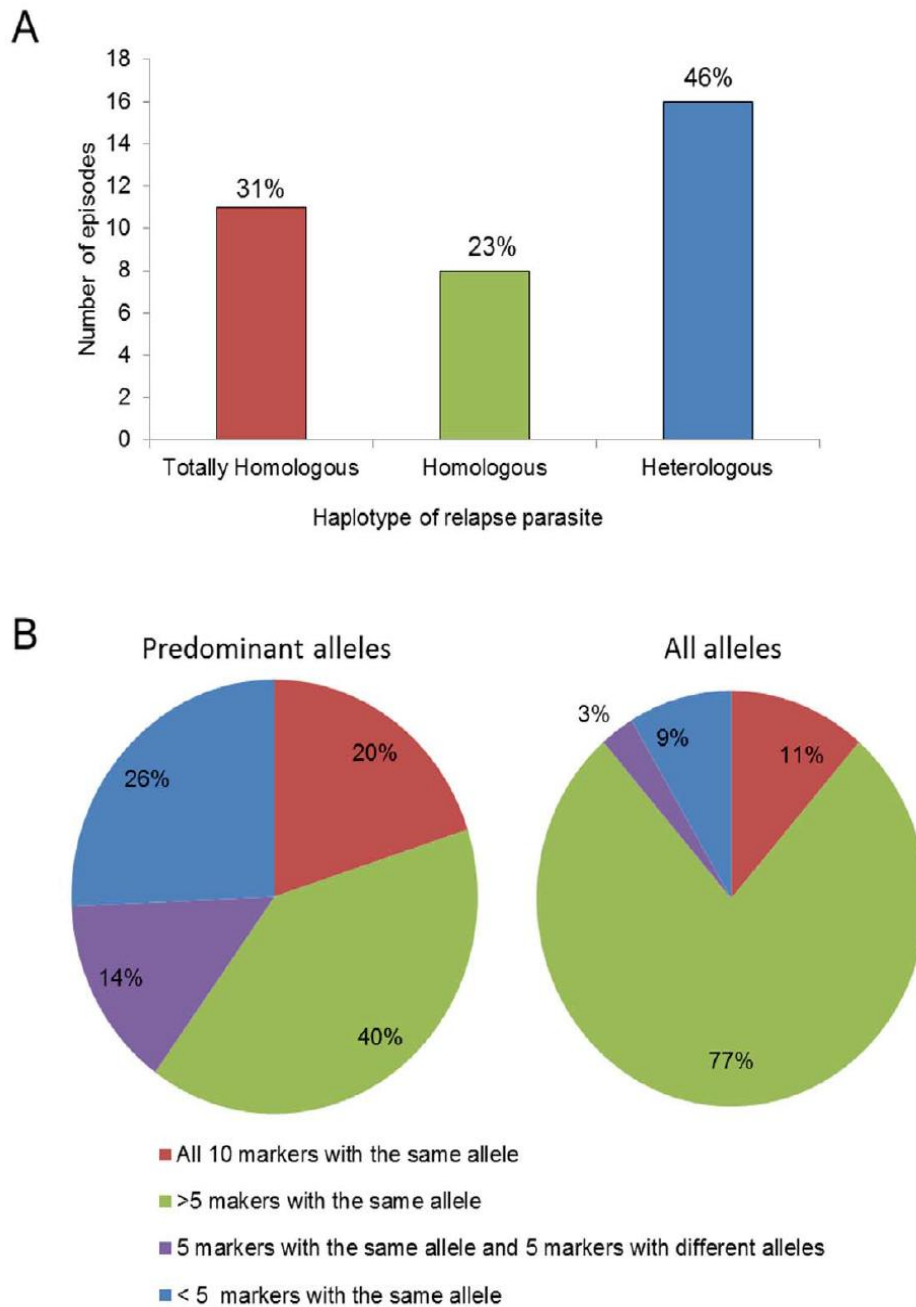 A
Number of episodes
18
16
14
12
10
8
6
4
2
0
31%
23%
46%
Totally Homologous
Homologous
Heterologous
Haplotype of relapse parasite
B
Predominant alleles
20%
40%
14%
26%
All alleles
11%
77%
3%
9%
All 10 markers with the same allele
>5 makers with the same allele
5 markers with the same allele and 5 markers with different alleles
< 5 markers with the same allele